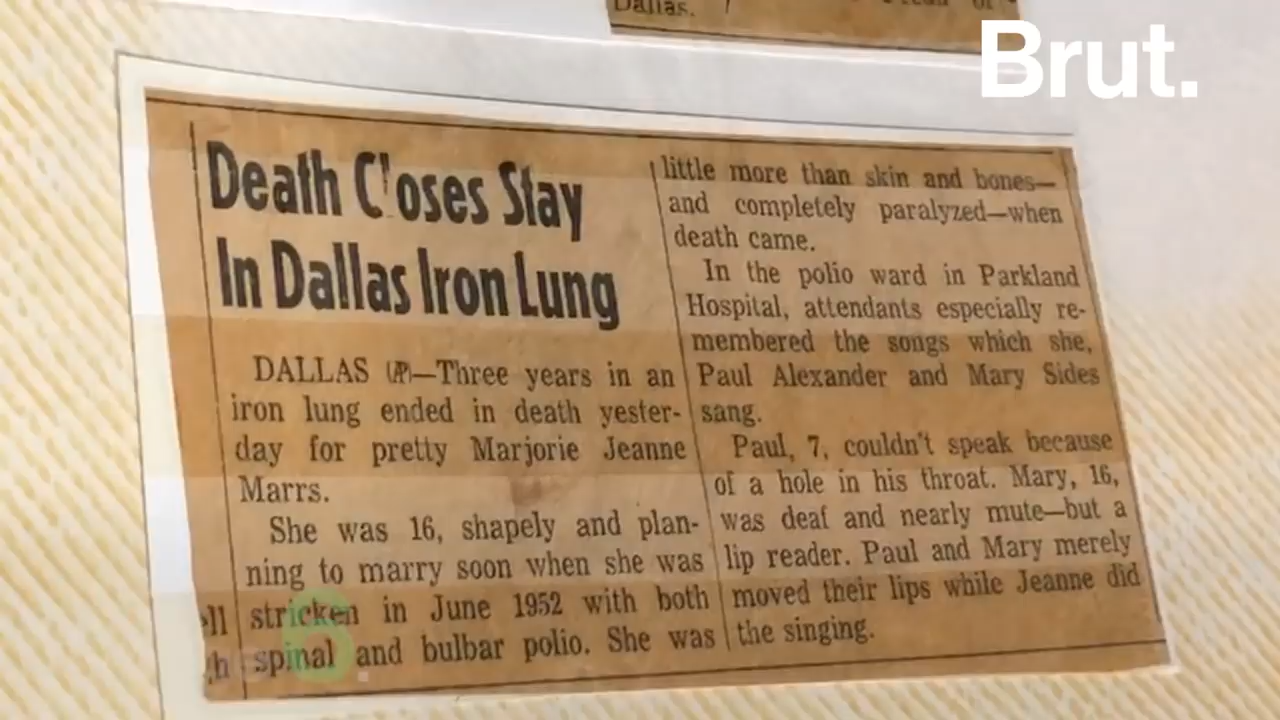 Dallas.
Brut.
Death C'oses Stay
In Dallas Iron Lung
DALLAS (AP)—Three years in an
iron lung ended in death yester-
day for pretty Marjorie Jeanne
Marrs.
She was 16, shapely and plan-
ning to marry soon when she was
stricken in June 1952 with both
spinal and bulbar polio. She was
little more than skin and bones—
and completely paralyzed—when
death came.
In the polio ward in Parkland
Hospital, attendants especially re-
membered the songs which she,
Paul Alexander and Mary Sides
sang.
Paul, 7, couldn't speak because
of a hole in his throat. Mary, 16,
was deaf and nearly mute—but a
lip reader. Paul and Mary merely
moved their lips while Jeanne did
the singing.